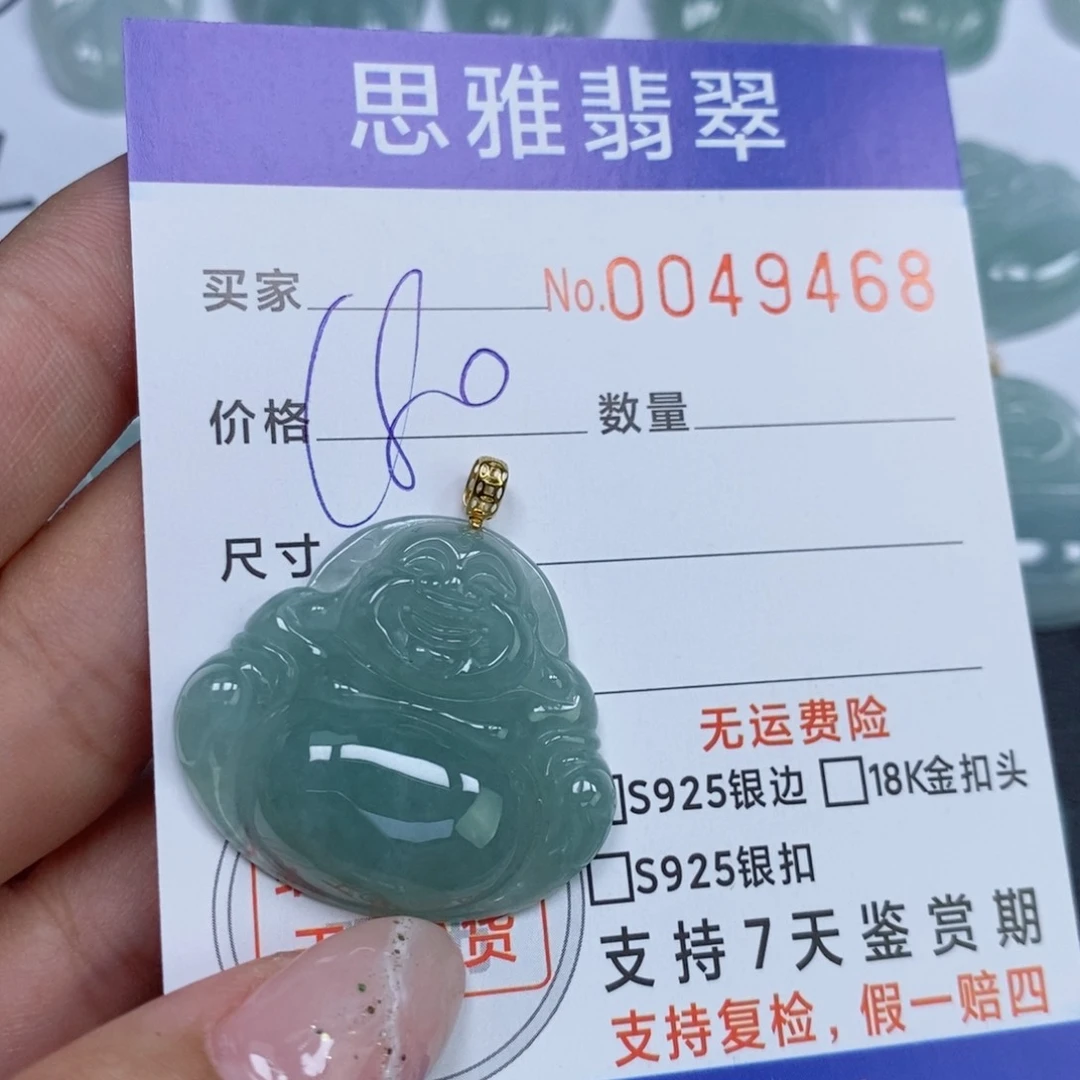 思雅翡翠
买家 No.0049468
价格 数量
尺寸
无运费险
S925银边 18K金扣头
S925银扣
支持7天鉴赏期
货
支持复检，假一赔四